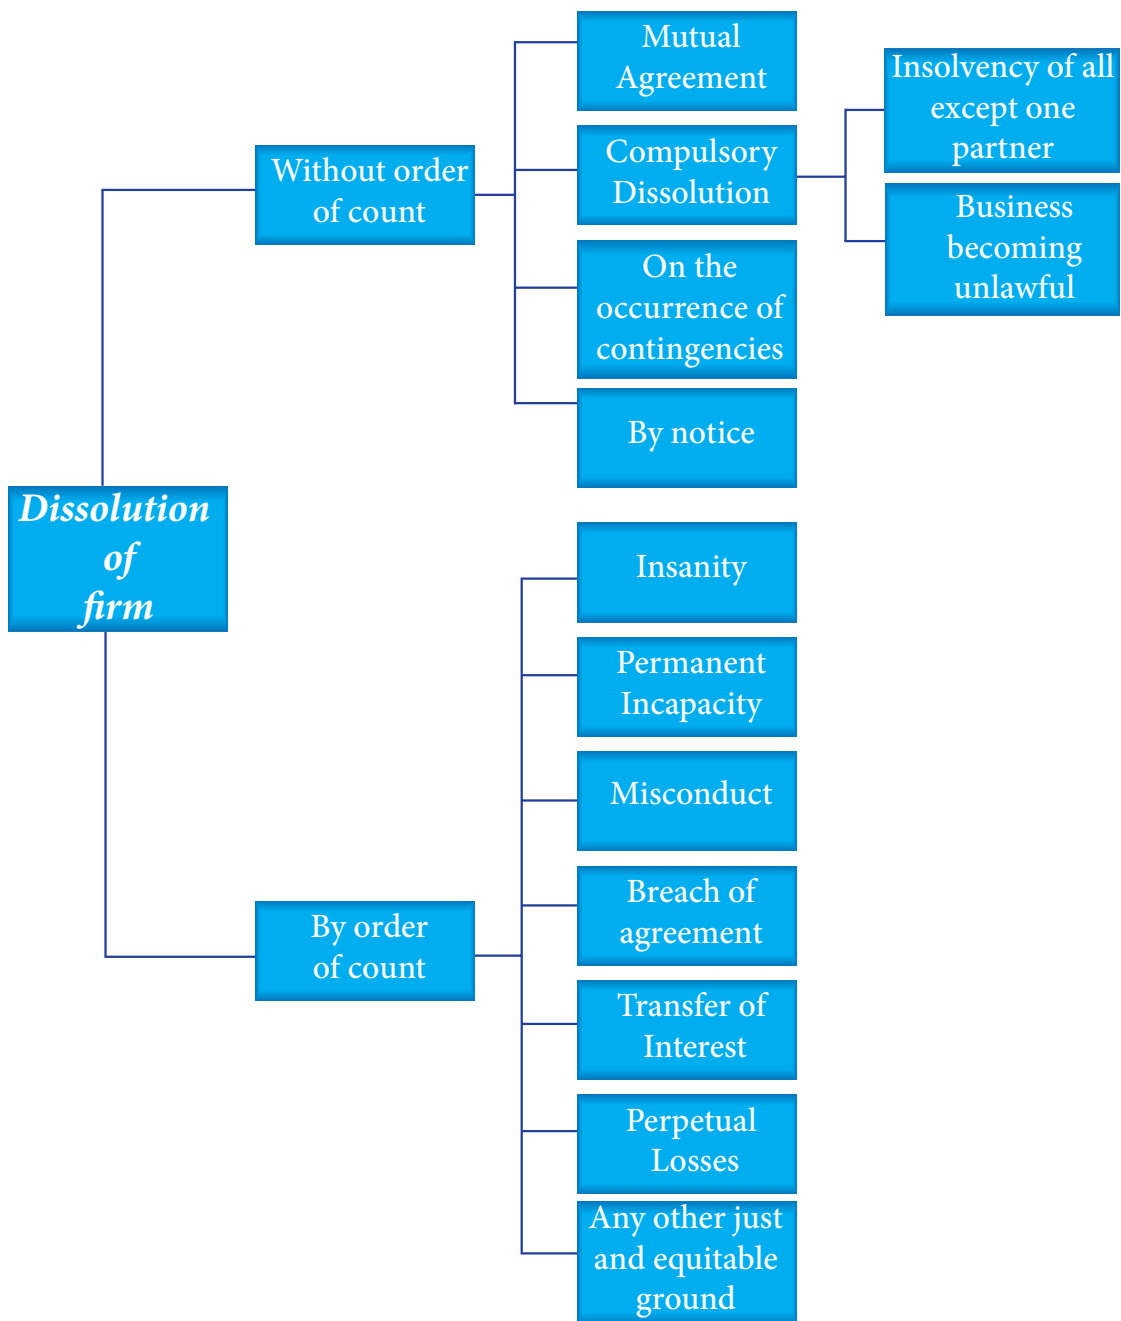 Dissolution
of
firm
Without order
of count
Mutual
Agreement
Compulsory
Dissolution
Insolvency of all
except one
partner
Business
becoming
unlawful
On the
occurrence of
contingencies
By notice
By order
of count
Insanity
Permanent
Incapacity
Misconduct
Breach of
agreement
Transfer of
Interest
Perpetual
Losses
Any other just
and equitable
ground